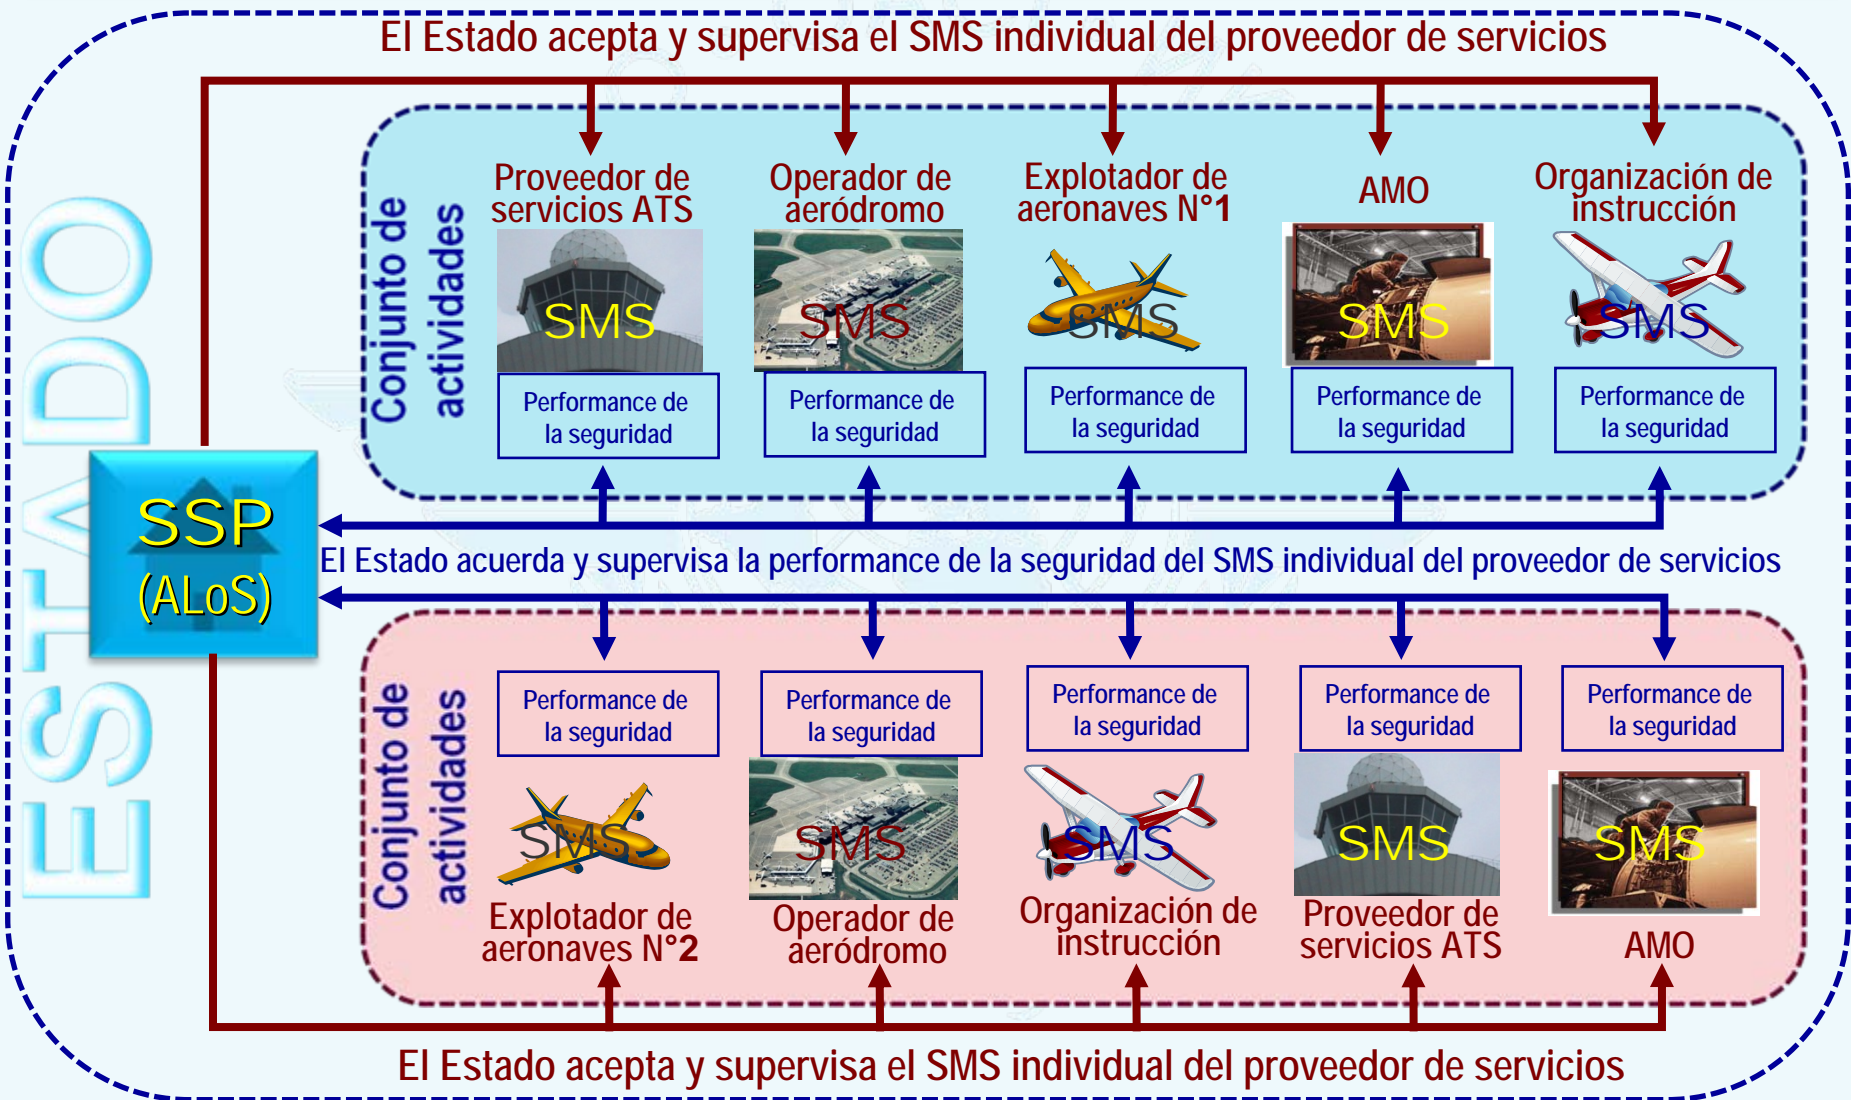 El Estado acepta y supervisa el SMS individual del proveedor de servicios
ESTADO
SSP
(ALoS)
Conjunto de
actividades
Proveedor de
servicios ATS
SMS
Performance de
la seguridad
Operador de
aeródromo
SMS
Performance de
la seguridad
Explotador de
aeronaves N°1
SMS
Performance de
la seguridad
AMO
SMS
Performance de
la seguridad
Organización de
instrucción
SMS
Performance de
la seguridad
El Estado acuerda y supervisa la performance de la seguridad del SMS individual del proveedor de servicios
Conjunto de
actividades
Performance de
la seguridad
SMS
Explotador de
aeronaves N°2
Performance de
la seguridad
SMS
Operador de
aeródromo
Performance de
la seguridad
SMS
Organización de
instrucción
Performance de
la seguridad
SMS
Proveedor de
servicios ATS
Performance de
la seguridad
SMS
AMO
El Estado acepta y supervisa el SMS individual del proveedor de servicios